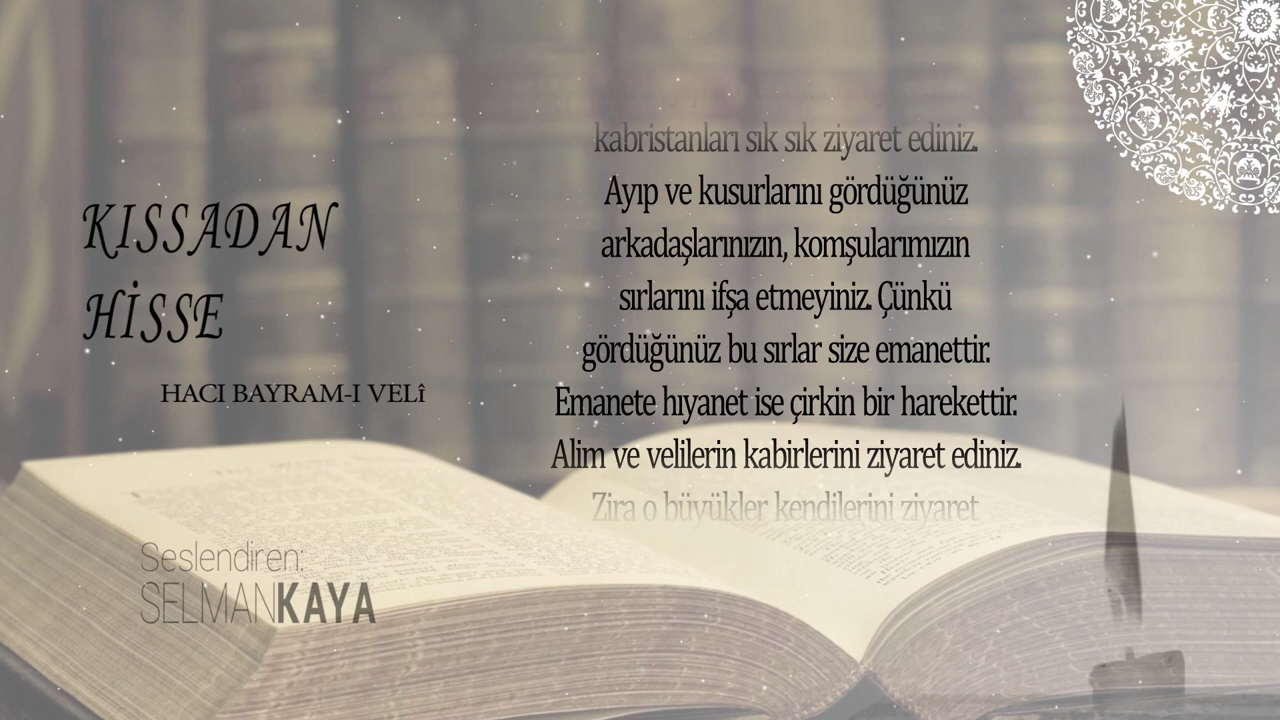 KISSADAN
HİSSE
HACI BAYRAM-I VELî
kabristanları sık sık ziyaret ediniz.
Ayıp ve kusurlarını gördüğünüz
arkadaşlarınızın, komşularımızın
sırlarını ifşa etmeyiniz. Çünkü
gördüğünüz bu sırlar size emanettir.
Emanete hıyanet ise çirkin bir harekettir.
Alim ve velilerin kabirlerini ziyaret ediniz.
Zira o büyükler kendilerini ziyaret
Seslendiren:
SELMANKAYA